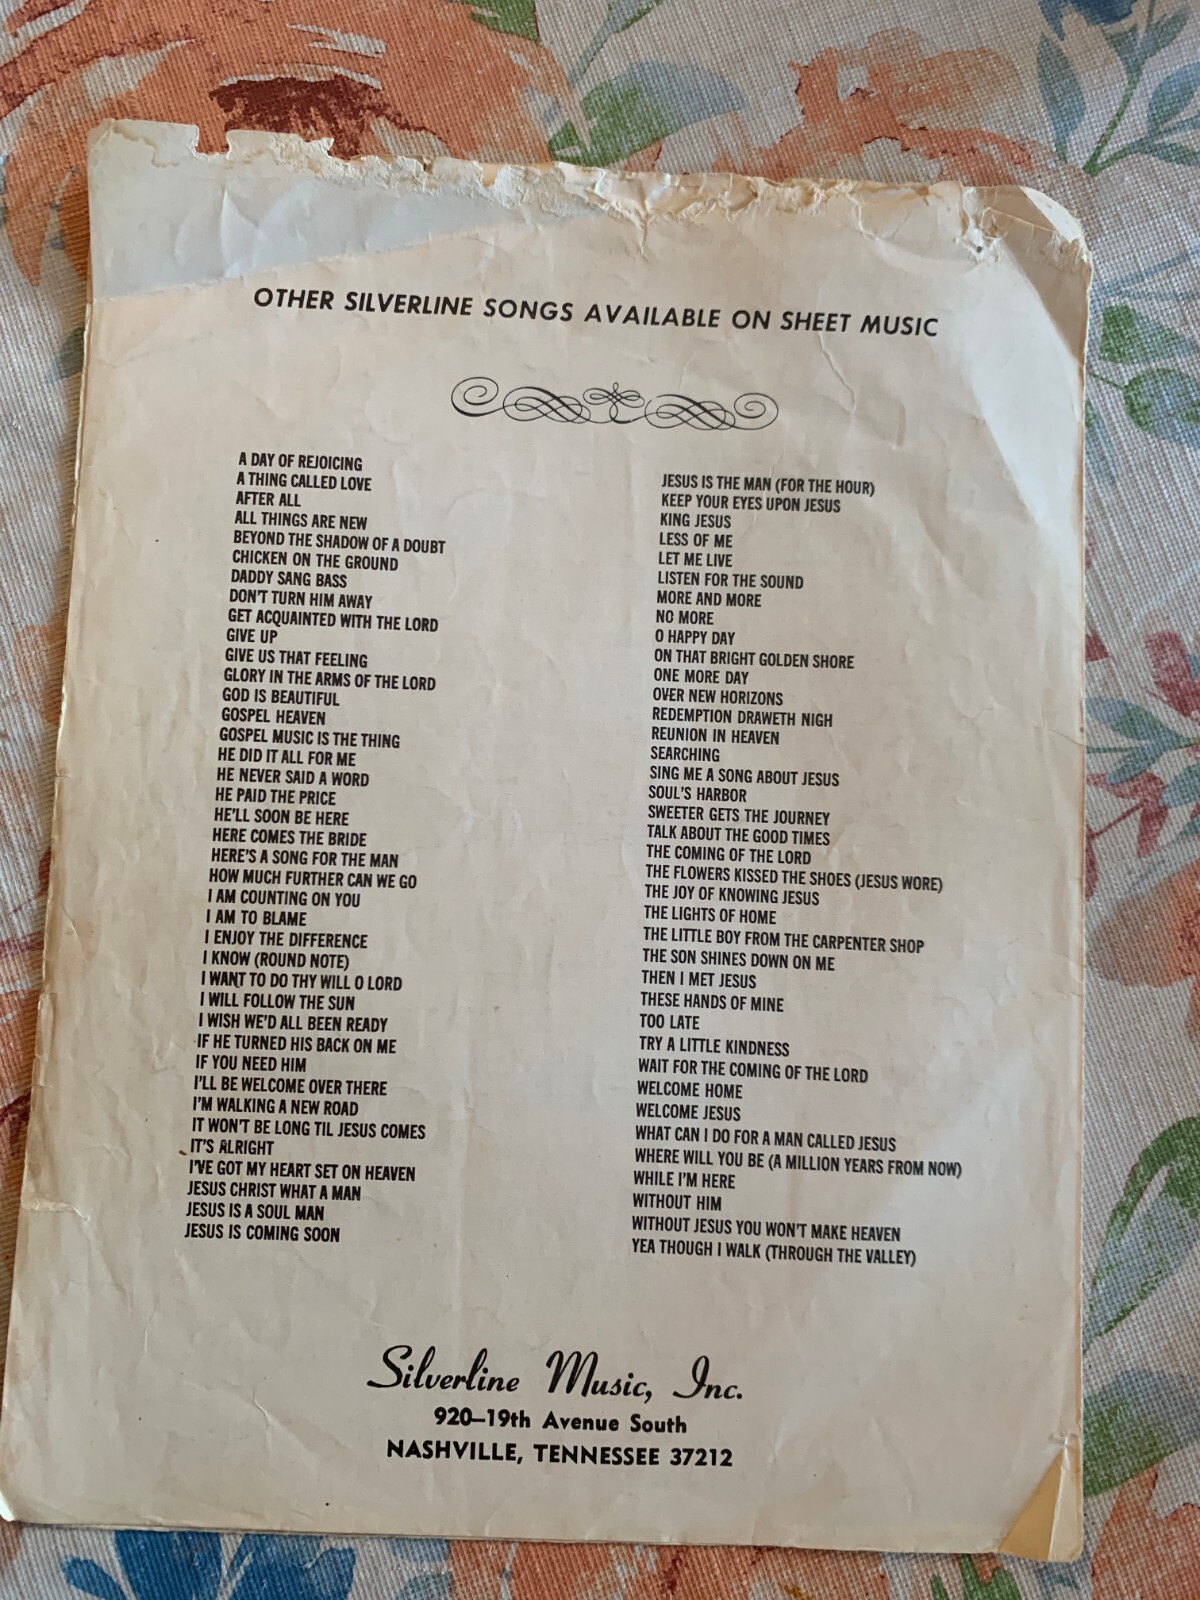 OTHER SILVERLINE SONGS AVAILABLE ON SHEET MUSIC
A DAY OF REJOICING
A THING CALLED LOVE
AFTER ALL
ALL THINGS ARE NEW
BEYOND THE SHADOW OF A DOUBT
CHICKEN ON THE GROUND
DADDY SANG BASS
DON'T TURN HIM AWAY
GET ACQUAINTED WITH THE LORD
GIVE UP
GIVE US THAT FEELING
GLORY IN THE ARMS OF THE LORD
GOD IS BEAUTIFUL
GOSPEL HEAVEN
GOSPEL MUSIC IS THE THING
HE DID IT ALL FOR ME
HE NEVER SAID A WORD
HE PAID THE PRICE
HE'LL SOON BE HERE
HERE COMES THE BRIDE
HERE'S A SONG FOR THE MAN
HOW MUCH FURTHER CAN WE GO
I AM COUNTING ON YOU
I AM TO BLAME
I ENJOY THE DIFFERENCE
I KNOW (ROUND NOTE)
I WANT TO DO THY WILL O LORD
I WILL FOLLOW THE SUN
I WISH WE'D ALL BEEN READY
IF HE TURNED HIS BACK ON ME
IF YOU NEED HIM
I'LL BE WELCOME OVER THERE
I'M WALKING A NEW ROAD
IT WON'T BE LONG TIL JESUS COMES
IT'S ALRIGHT
I'VE GOT MY HEART SET ON HEAVEN
JESUS CHRIST WHAT A MAN
JESUS IS A SOUL MAN
JESUS IS COMING SOON
JESUS IS THE MAN (FOR THE HOUR)
KEEP YOUR EYES UPON JESUS
KING JESUS
LESS OF ME
LET ME LIVE
LISTEN FOR THE SOUND
MORE AND MORE
NO MORE
O HAPPY DAY
ON THAT BRIGHT GOLDEN SHORE
ONE MORE DAY
OVER NEW HORIZONS
REDEMPTION DRAWETH NIGH
REUNION IN HEAVEN
SEARCHING
SING ME A SONG ABOUT JESUS
SOUL'S HARBOR
SWEETER GETS THE JOURNEY
TALK ABOUT THE GOOD TIMES
THE COMING OF THE LORD
THE FLOWERS KISSED THE SHOES (JESUS WORE)
THE JOY OF KNOWING JESUS
THE LIGHTS OF HOME
THE LITTLE BOY FROM THE CARPENTER SHOP
THE SON SHINES DOWN ON ME
THEN I MET JESUS
THESE HANDS OF MINE
TOO LATE
TRY A LITTLE KINDNESS
WAIT FOR THE COMING OF THE LORD
WELCOME HOME
WELCOME JESUS
WHAT CAN I DO FOR A MAN CALLED JESUS
WHERE WILL YOU BE (A MILLION YEARS FROM NOW)
WHILE I'M HERE
WITHOUT HIM
WITHOUT JESUS YOU WON'T MAKE HEAVEN
YEA THOUGH I WALK (THROUGH THE VALLEY)
Silverline Music, Inc.
920–19th Avenue South
NASHVILLE, TENNESSEE 37212